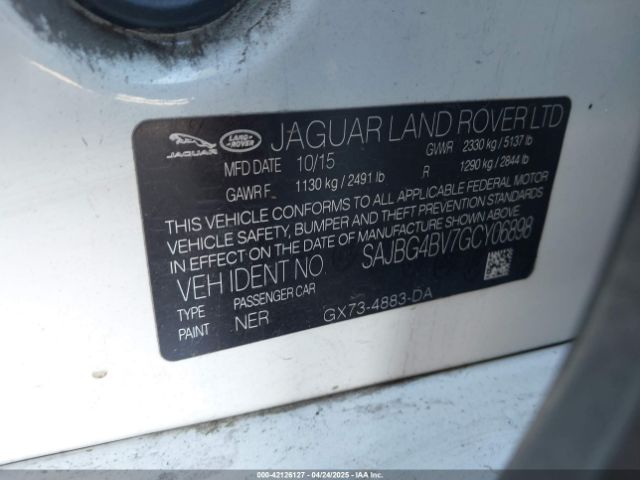 JAGUAR LAND-ROVER JAGUAR LAND ROVER LTD
MFD DATE 10/15 GVWR 2330 kg / 5137 lb
GAWR F 1130 kg / 2491 lb R 1290 kg / 2844 lb
THIS VEHICLE CONFORMS TO ALL APPLICABLE FEDERAL MOTOR
VEHICLE SAFETY, BUMPER AND THEFT PREVENTION STANDARDS
IN EFFECT ON THE DATE OF MANUFACTURE SHOWN ABOVE.
VEH IDENT NO. SAJBG4BV7GCY06898
TYPE PASSENGER CAR
PAINT NER GX73-4883-DA
000-42126127 - 04/24/2025 - IAAI.COM